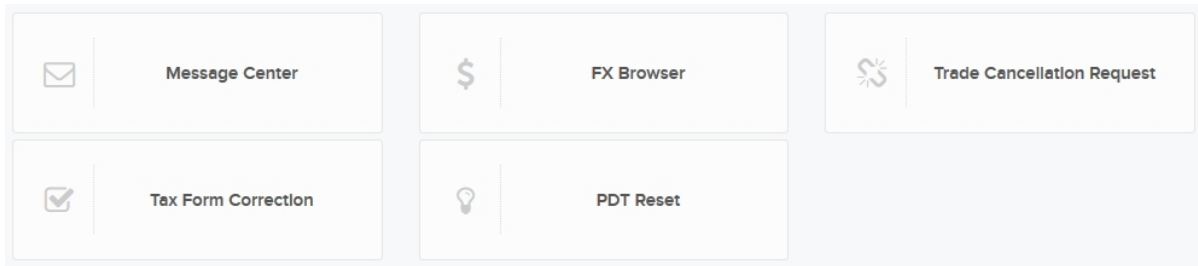 Message Center
FX Browser
Trade Cancellation Request
Tax Form Correction
PDT Reset